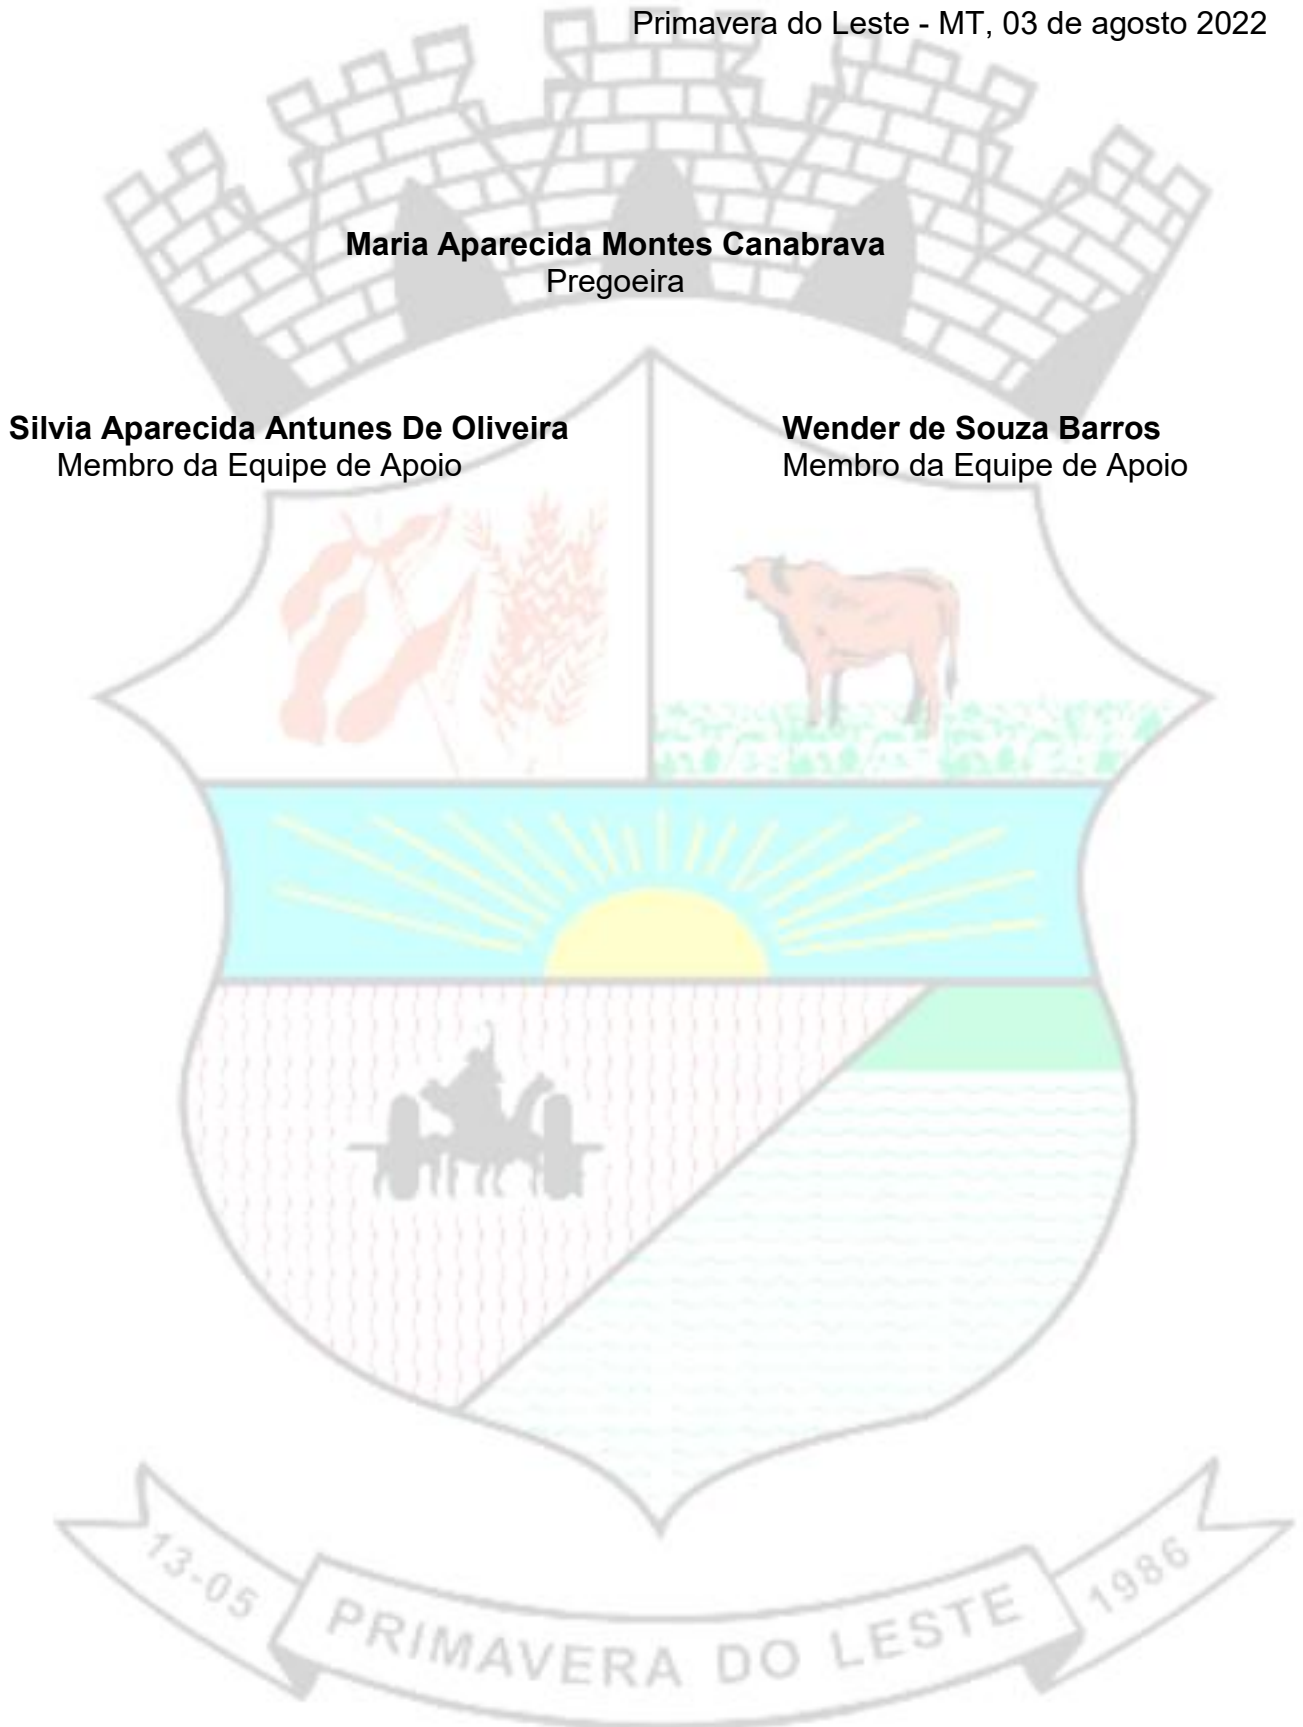 Primavera do Leste - MT, 03 de agosto 2022
Maria Aparecida Montes Canabrava
Pregoeira
Silvia Aparecida Antunes De Oliveira
Membro da Equipe de Apoio
Wender de Souza Barros
Membro da Equipe de Apoio
13-05
PRIMAVERA DO LESTE
1986